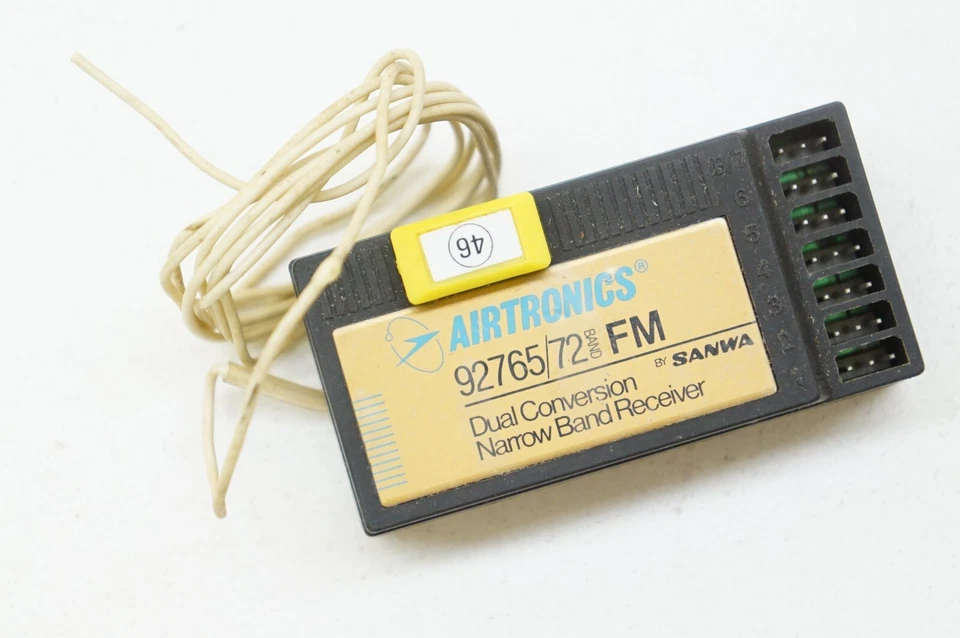 46
AIRTRONICS®
92765/72 BAND FM
BY SANWA
Dual Conversion
Narrow Band Receiver
8/7
6
5
4
3
2
1